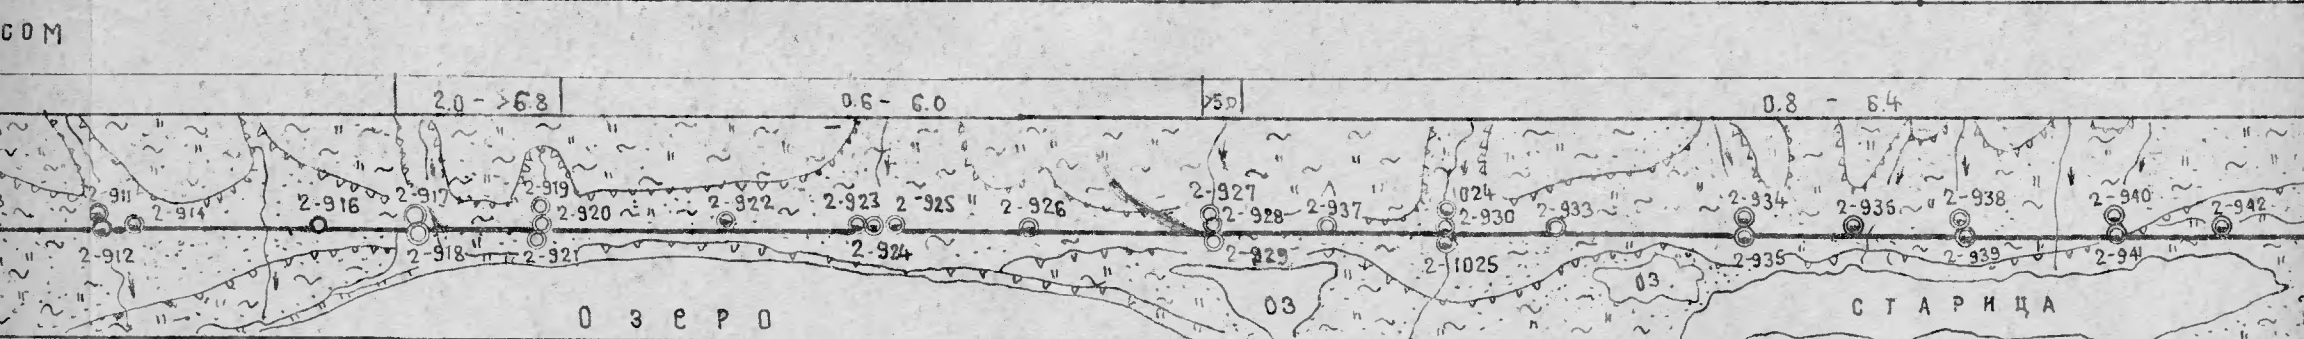 СОМ
2.0 - >6.8 0.6 - 6.0 >5.0 0.8 - 6.4
2-911 2-914 2-916 2-917 2-919 2-920 2-922 2-923 2-925 2-926 2-927 2-928 2-937 1024 2-930 2-933 2-934 2-935 2-938 2-940 2-942
2-912 2-918 2-921 2-924 2-929 2-1025 2-935 2-939 2-941
ОЗ ОЗ
ОЗЕРО СТАРИЦА